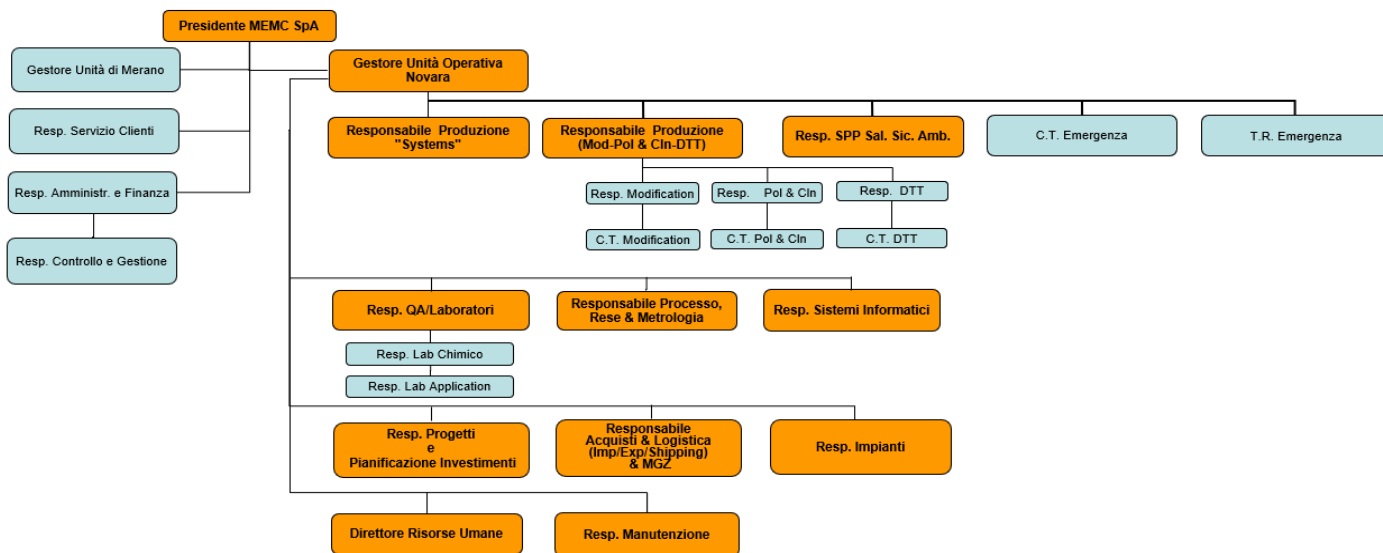 Presidente MEMC SpA
Gestore Unità di Merano
Gestore Unità Operativa
Novara
Resp. Servizio Clienti
Responsabile Produzione
"Systems"
Responsabile Produzione
(Mod-Pol & Cln-DTT)
Resp. SPP Sal. Sic. Amb.
C.T. Emergenza
T.R. Emergenza
Resp. Amministr. e Finanza
Resp. Modification
Resp. Pol & Cln
Resp. DTT
C.T. Modification
C.T. Pol & Cln
C.T. DTT
Resp. Controllo e Gestione
Resp. QA/Laboratori
Responsabile Processo,
Rese & Metrologia
Resp. Sistemi Informatici
Resp. Lab Chimico
Resp. Lab Application
Resp. Progetti
e
Pianificazione Investimenti
Responsabile
Acquisti & Logistica
(Imp/Exp/Shipping)
& MGZ
Resp. Impianti
Direttore Risorse Umane
Resp. Manutenzione